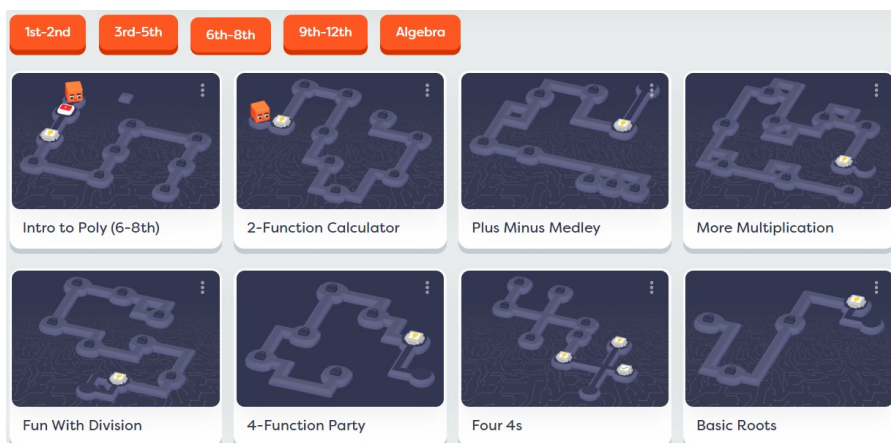 1st-2nd
3rd-5th
6th-8th
9th-12th
Algebra
Intro to Poly (6-8th)
2-Function Calculator
Plus Minus Medley
More Multiplication
Fun With Division
4-Function Party
Four 4s
Basic Roots